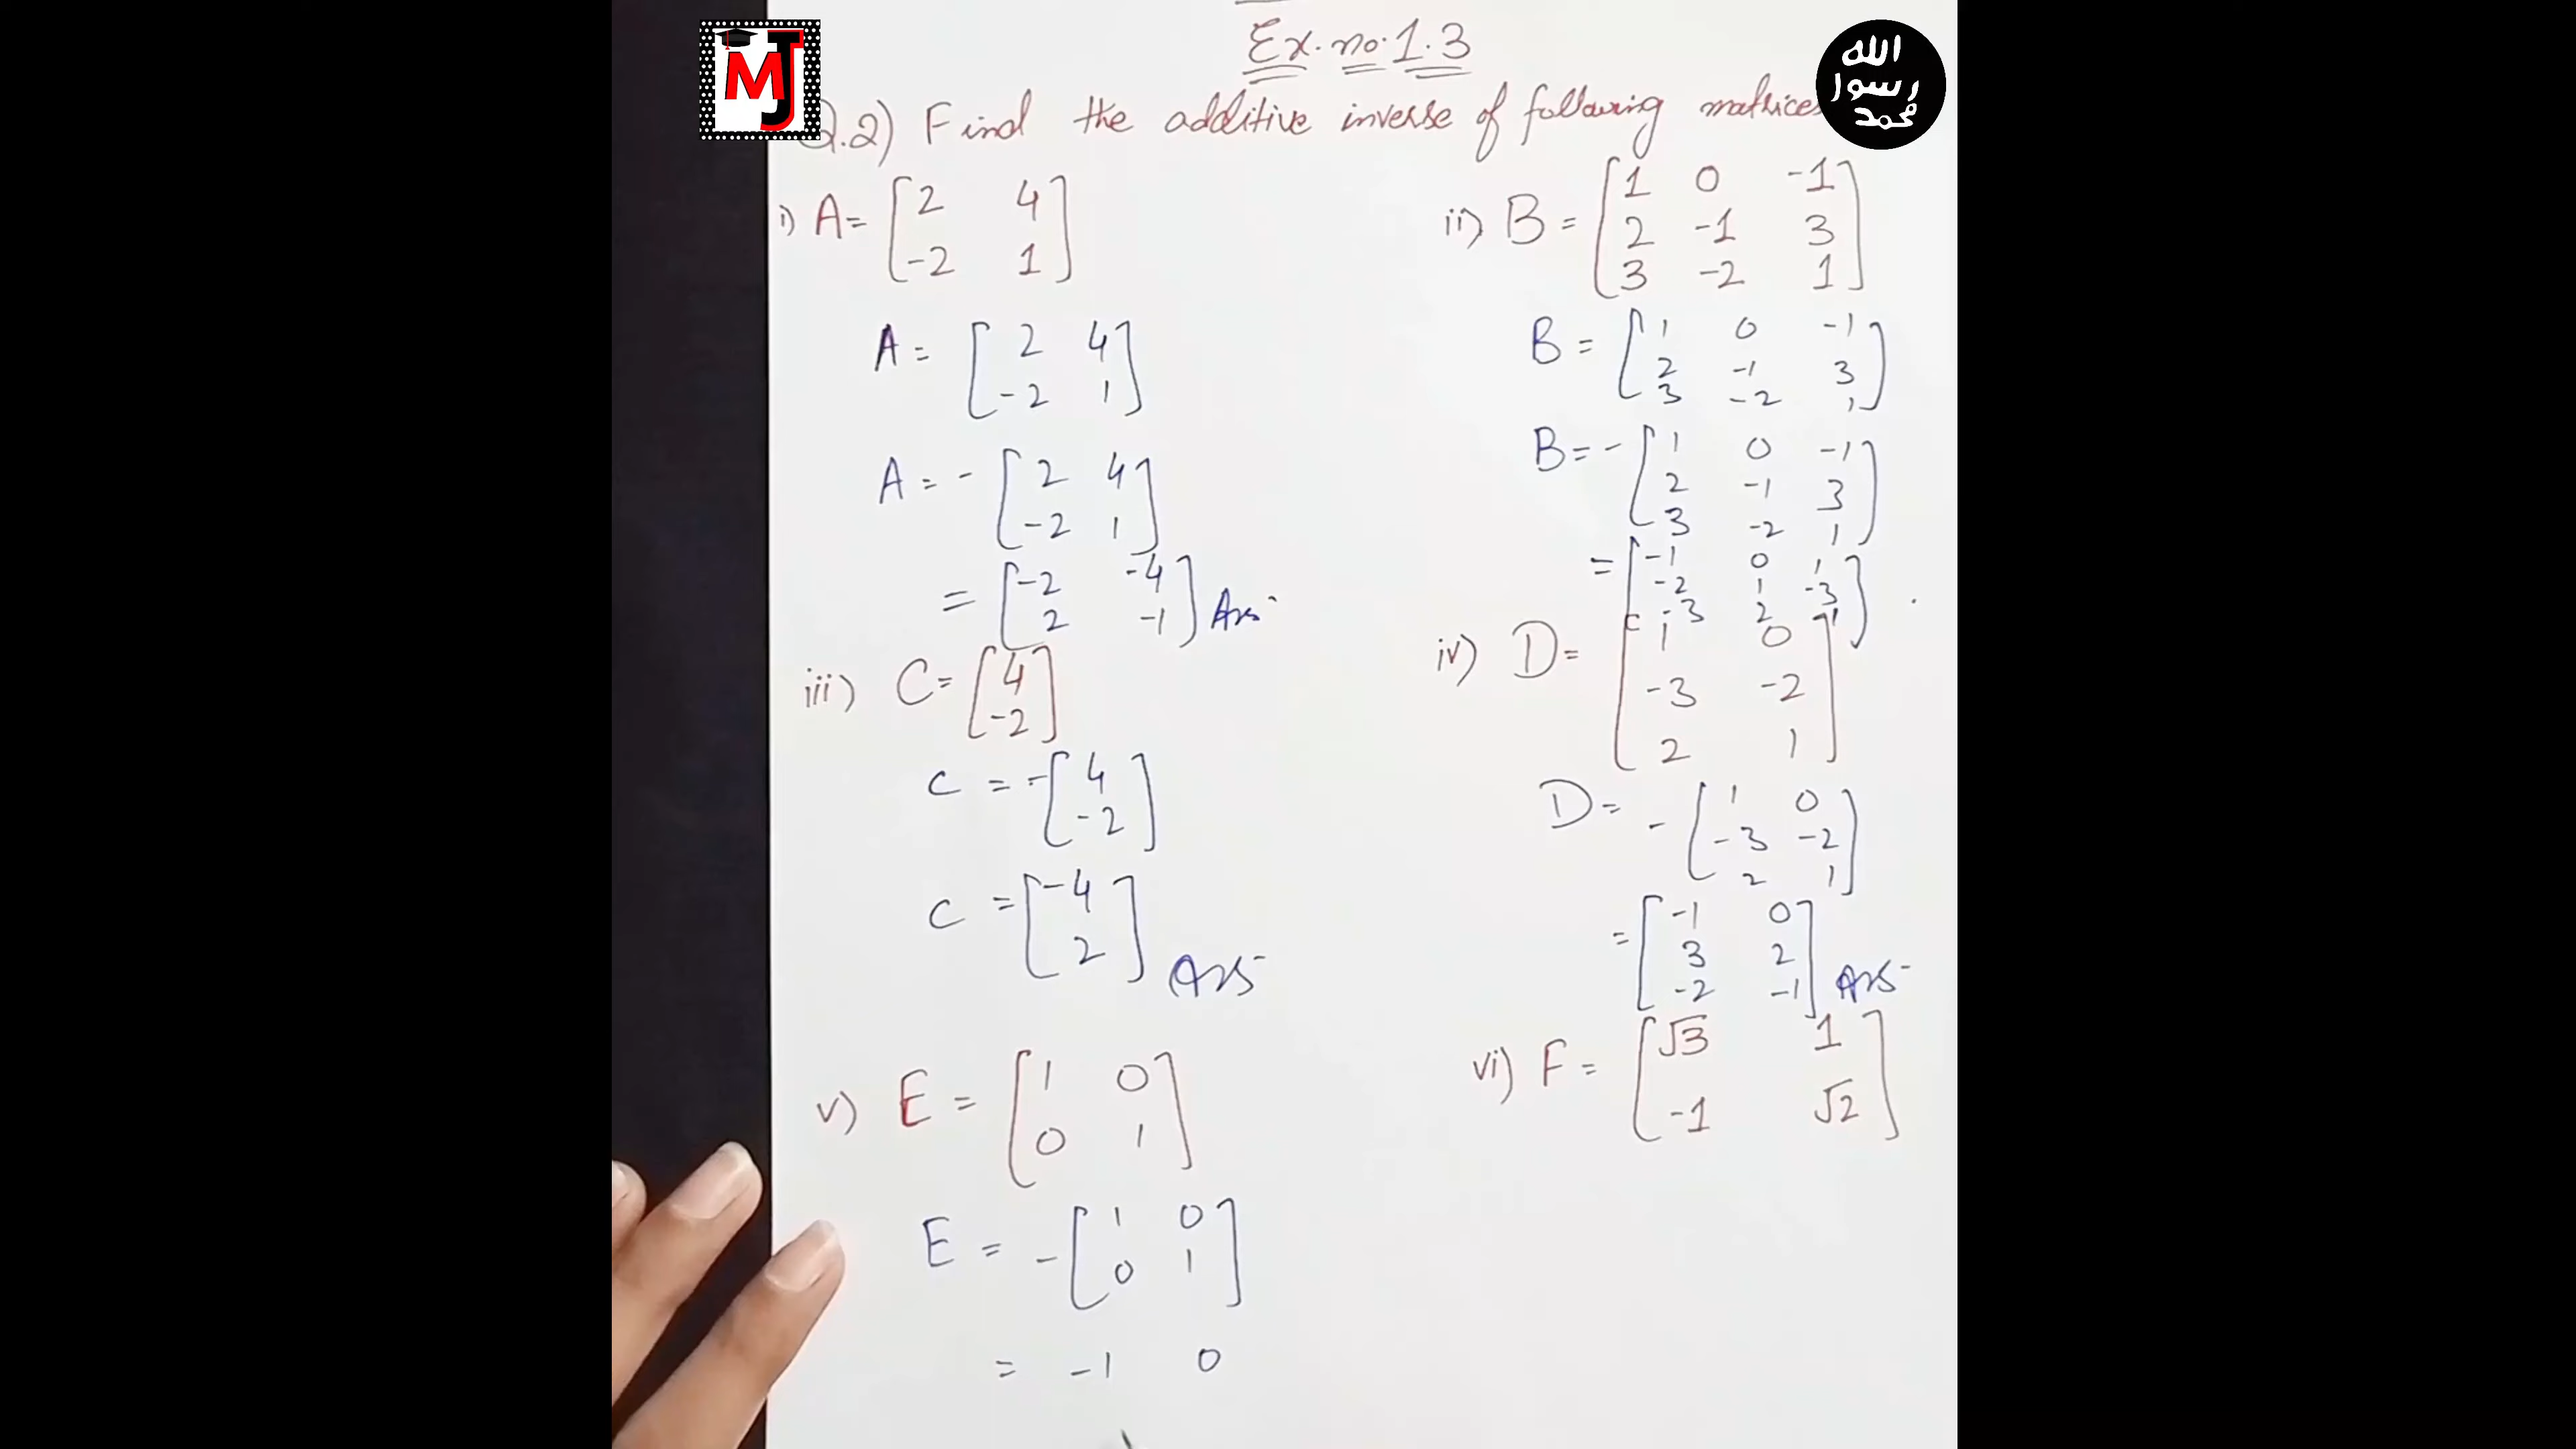 MJ
الله
رسول
محمد
Ex.no.1.3
Q.2) Find the additive inverse of following matrices
i) A= [2 4
-2 1]
A = [2 4
-2 1]
A = - [2 4
-2 1]
= [-2 -4
2 -1] Ans
ii) B = [1 0 -1
2 -1 3
3 -2 1]
B = [1 0 -1
2 -1 3
3 -2 1]
B = - [1 0 -1
2 -1 3
3 -2 1]
= [-1 0 1
-2 1 -3
-3 2 -1]
iii) C= [4
-2]
C = - [4
-2]
C = [-4
2] Ans
iv) D= [1 0
-3 -2
2 1]
D = - [1 0
-3 -2
2 1]
= [-1 0
3 2
-2 -1] Ans
v) E = [1 0
0 1]
E = - [1 0
0 1]
= -1 0
vi) F = [√3 1
-1 √2]